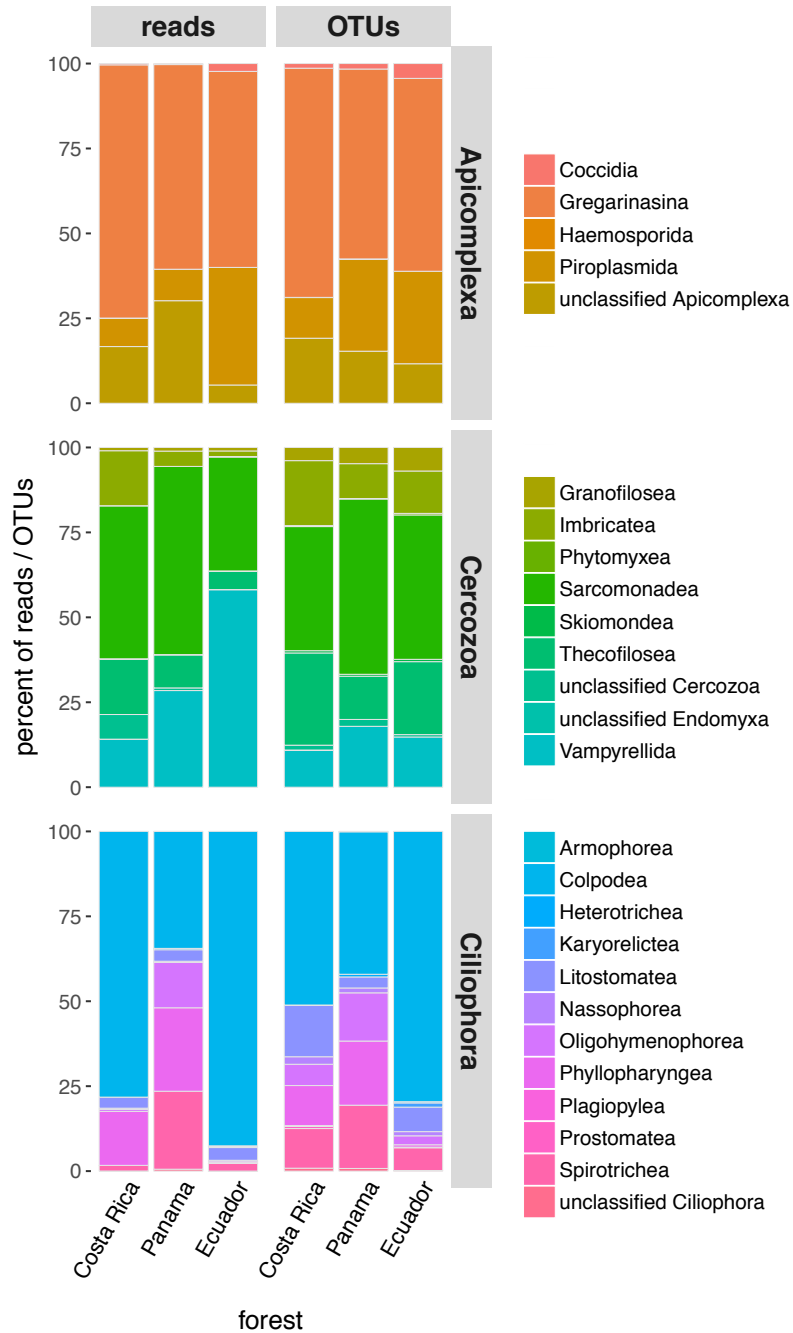 reads
OTUs
100
75
50
25
0
Apicomplexa
Coccidia
Gregarinasina
Haemosporida
Piroplasmida
unclassified Apicomplexa
percent of reads / OTUs
100
75
50
25
0
Cercozoa
Granofilosea
Imbricatea
Phytomyxea
Sarcomonadea
Skiomondea
Thecofilosea
unclassified Cercozoa
unclassified Endomyxa
Vampyrellida
100
75
50
25
0
Ciliophora
Armophorea
Colpodea
Heterotrichea
Karyorelictea
Litostomatea
Nassophorea
Oligohymenophorea
Phyllopharyngea
Plagiopylea
Prostomatea
Spirotrichea
unclassified Ciliophora
Costa Rica
Panama
Ecuador
Costa Rica
Panama
Ecuador
forest